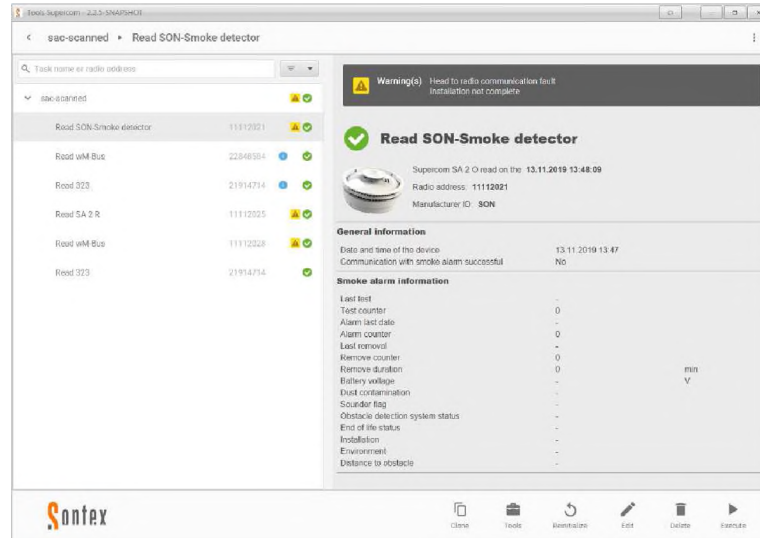 Tools Supercom - 2.2.5-SNAPSHOT
sac-scanned ▸ Read SON-Smoke detector
Task name or radio address
sac-scanned
Read SON-Smoke detector 11112021
Read wM-Bus 22848504
Read 323 21914714
Read SA 2 R 11112025
Read wM-Bus 11112028
Read 323 21914714
Warning(s) Head to radio communication fault
Installation not complete
Read SON-Smoke detector
Supercom SA 2 O read on the 13.11.2019 13:48:09
Radio address: 11112021
Manufacturer ID: SON
General information
Date and time of the device 13.11.2019 13:47
Communication with smoke alarm successful No
Smoke alarm information
Last test -
Test counter 0
Alarm last date -
Alarm counter 0
Last removal -
Remove counter 0
Remove duration 0 min
Battery voltage - V
Dust contamination -
Sounder flag -
Obstacle detection system status -
End of life status -
Installation -
Environment -
Distance to obstacle -
Sontex
Clone Tools Reinitialize Edit Delete Execute